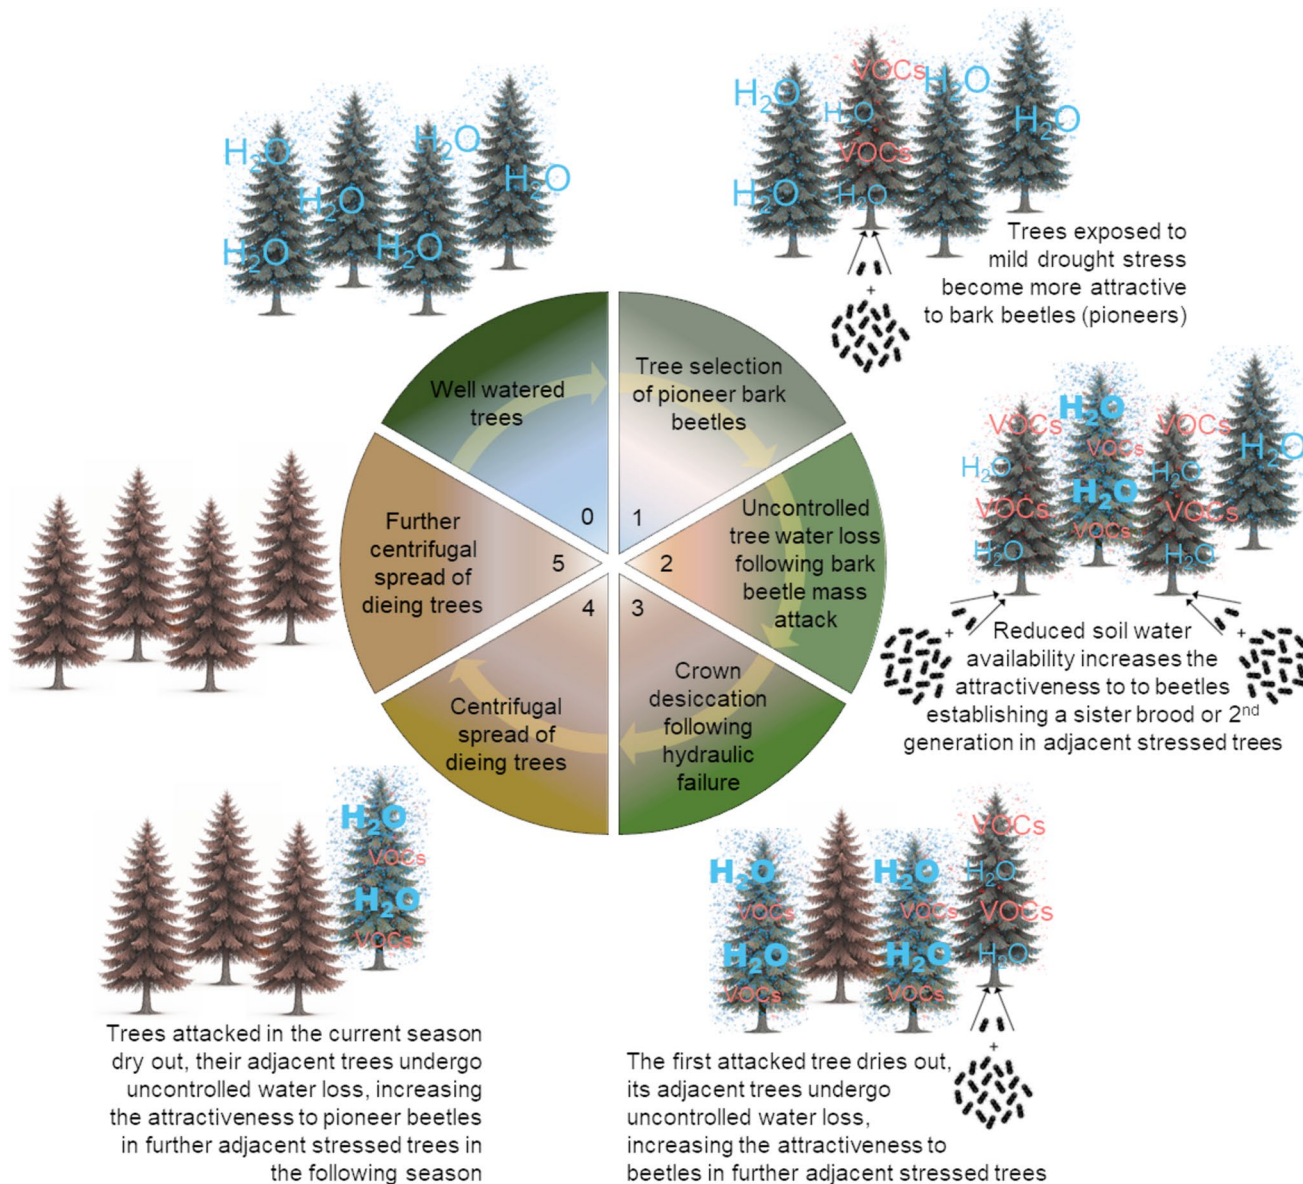 H₂O
H₂O
H₂O
H₂O
H₂O
H₂O
VOCs
H₂O
H₂O
H₂O
H₂O
VOCs
H₂O
H₂O
Trees exposed to
mild drought stress
become more attractive
to bark beetles (pioneers)
+
Well watered
trees
0
Tree selection
of pioneer bark
beetles
1
Uncontrolled
tree water loss
following bark
beetle mass
attack
2
Crown
desiccation
following
hydraulic
failure
3
Centrifugal
spread of
dieing trees
4
Further
centrifugal
spread of
dieing trees
5
H₂O
VOCs
VOCs
VOCs
H₂O
H₂O
H₂O
H₂O
VOCs
VOCs
VOCs
H₂O
H₂O
+
+
Reduced soil water
availability increases the
attractiveness to to beetles
establishing a sister brood or 2nd
generation in adjacent stressed trees
VOCs
H₂O
H₂O
H₂O
VOCs
VOCs
VOCs
H₂O
H₂O
H₂O
VOCs
VOCs
+
The first attacked tree dries out,
its adjacent trees undergo
uncontrolled water loss,
increasing the attractiveness to
beetles in further adjacent stressed trees
H₂O
VOCs
H₂O
VOCs
Trees attacked in the current season
dry out, their adjacent trees undergo
uncontrolled water loss, increasing
the attractiveness to pioneer beetles
in further adjacent stressed trees in
the following season